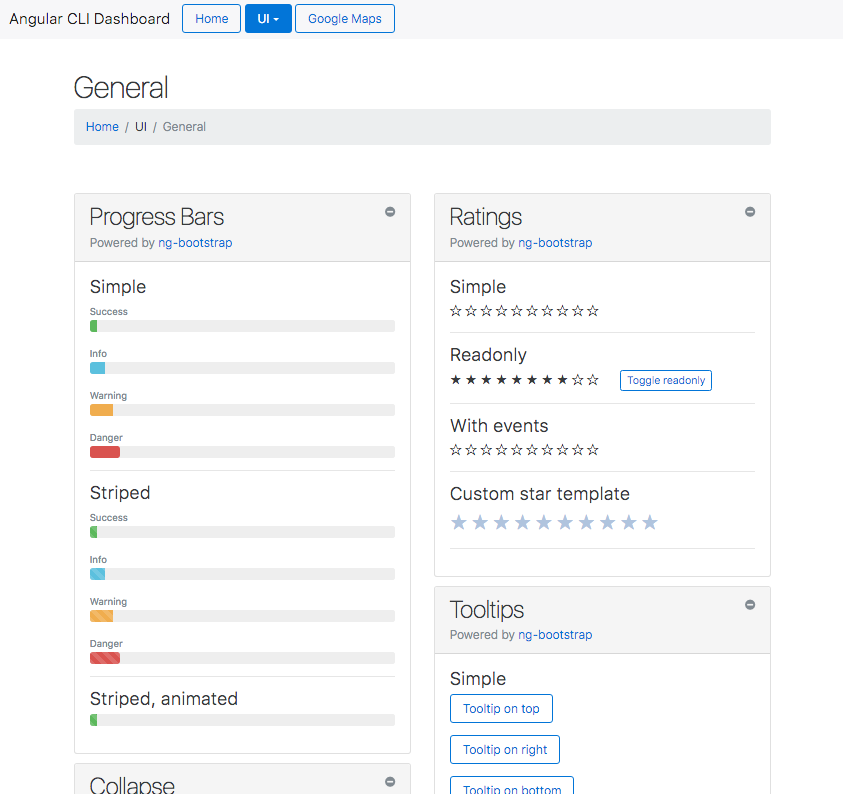 Angular CLI Dashboard Home UI Google Maps
General
Home / UI / General
Progress Bars
Powered by ng-bootstrap
Simple
Success
Info
Warning
Danger
Striped
Success
Info
Warning
Danger
Striped, animated
Collapse
Ratings
Powered by ng-bootstrap
Simple
Readonly
Toggle readonly
With events
Custom star template
Tooltips
Powered by ng-bootstrap
Simple
Tooltip on top
Tooltip on right
Tooltip on bottom